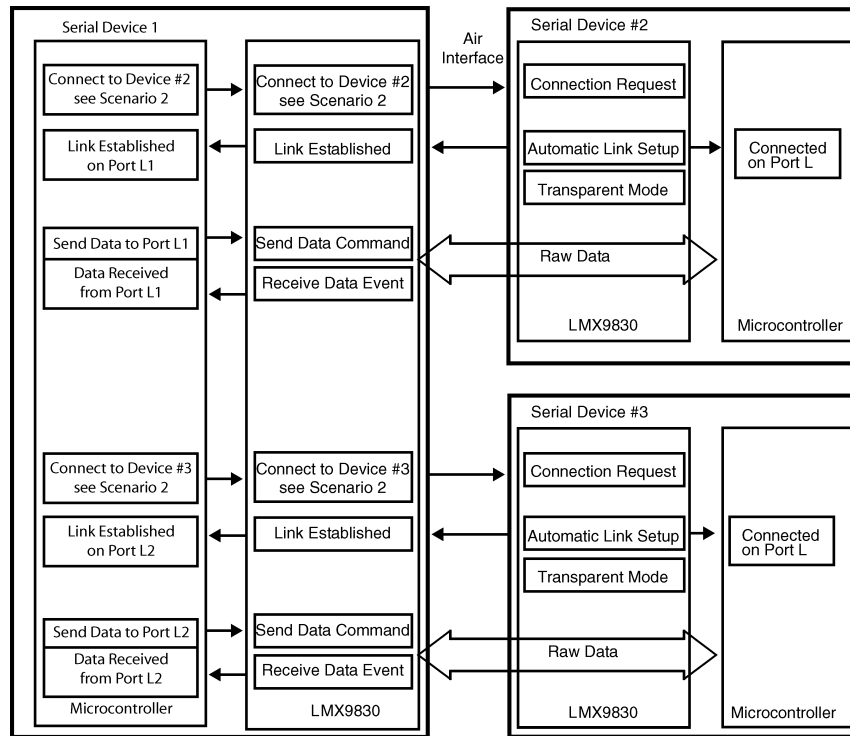 Serial Device 1
Connect to Device #2
see Scenario 2
Link Established
on Port L1
Send Data to Port L1
Data Received
from Port L1
Connect to Device #3
see Scenario 2
Link Established
on Port L2
Send Data to Port L2
Data Received
from Port L2
Microcontroller
Connect to Device #2
see Scenario 2
Link Established
Send Data Command
Receive Data Event
Connect to Device #3
see Scenario 2
Link Established
Send Data Command
Receive Data Event
LMX9830
Air
Interface
Serial Device #2
Connection Request
Automatic Link Setup
Transparent Mode
Raw Data
LMX9830
Connected
on Port L
Microcontroller
Serial Device #3
Connection Request
Automatic Link Setup
Transparent Mode
Raw Data
LMX9830
Connected
on Port L
Microcontroller